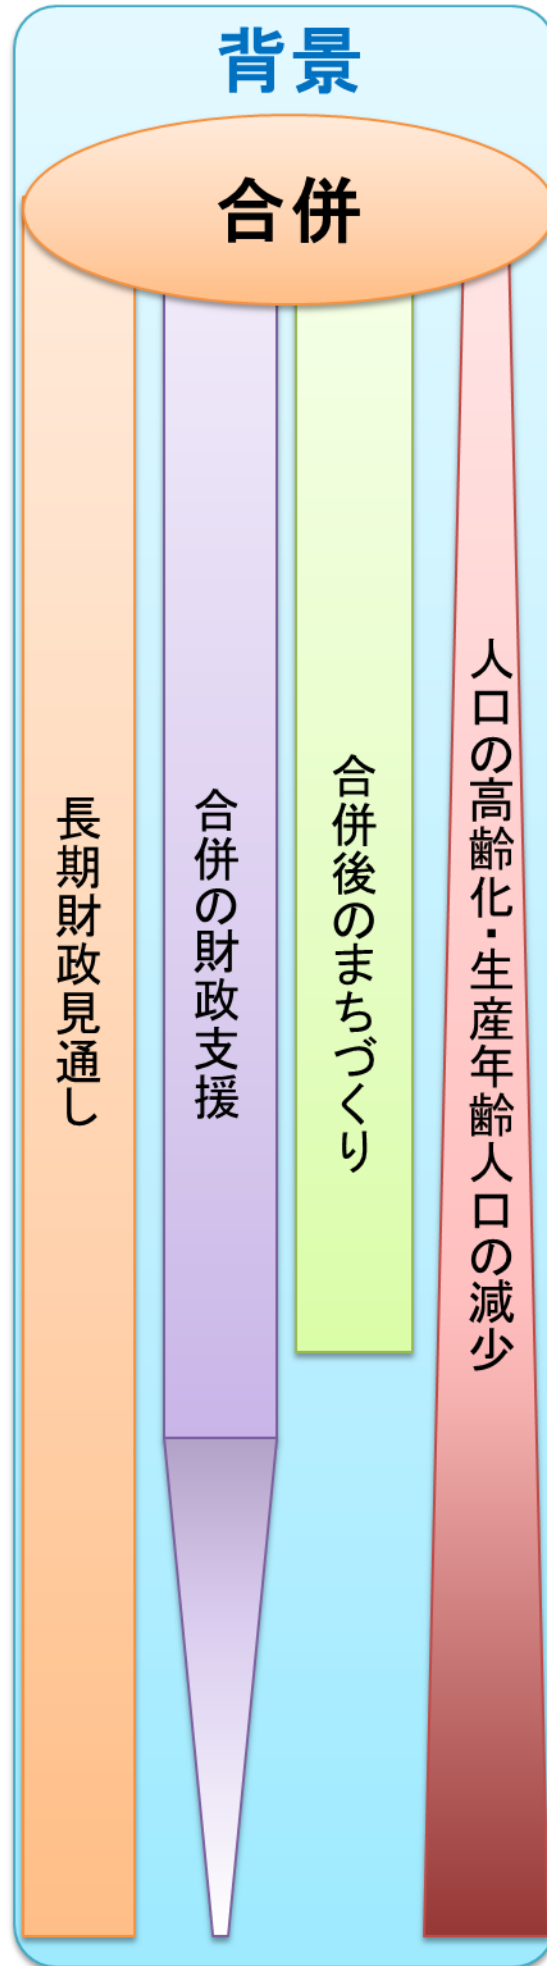 背景
合併
長期財政見通し
合併の財政支援
合併後のまちづくり
人口の高齢化・生産年齢人口の減少